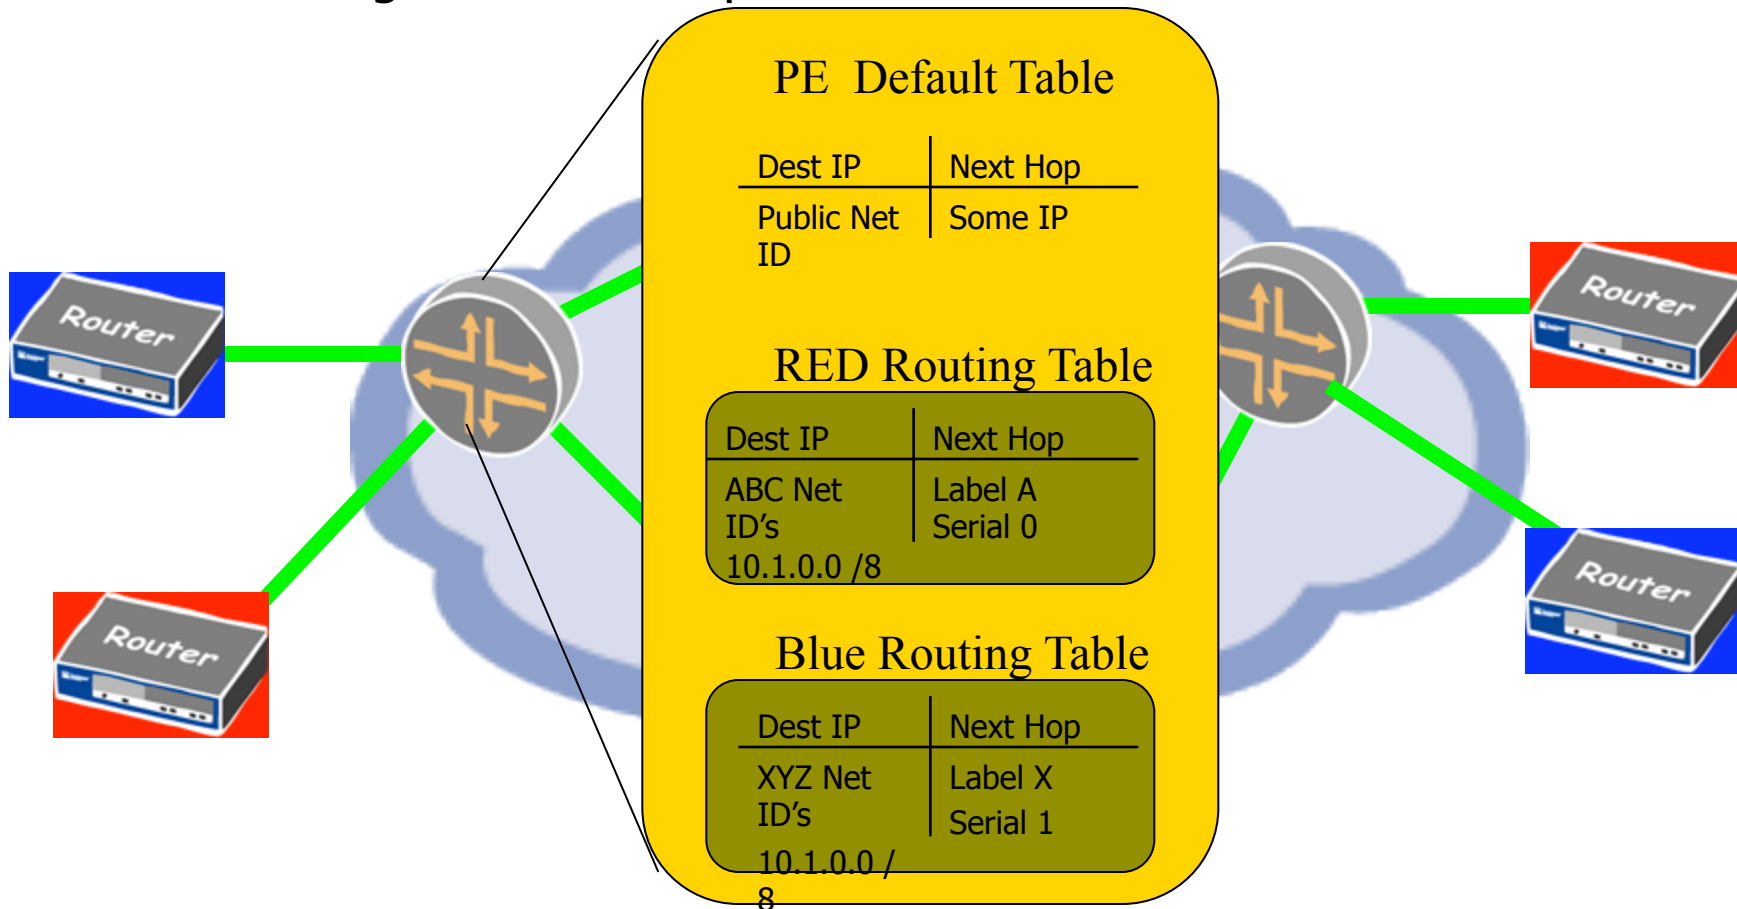 PE Default Table
Dest IP
Next Hop
Public Net
ID
Some IP
RED Routing Table
Dest IP
Next Hop
ABC Net
ID’s
10.1.0.0 /8
Label A
Serial 0
Blue Routing Table
Dest IP
Next Hop
XYZ Net
ID’s
10.1.0.0 /
8
Label X
Serial 1
Router
Router
Router
Router